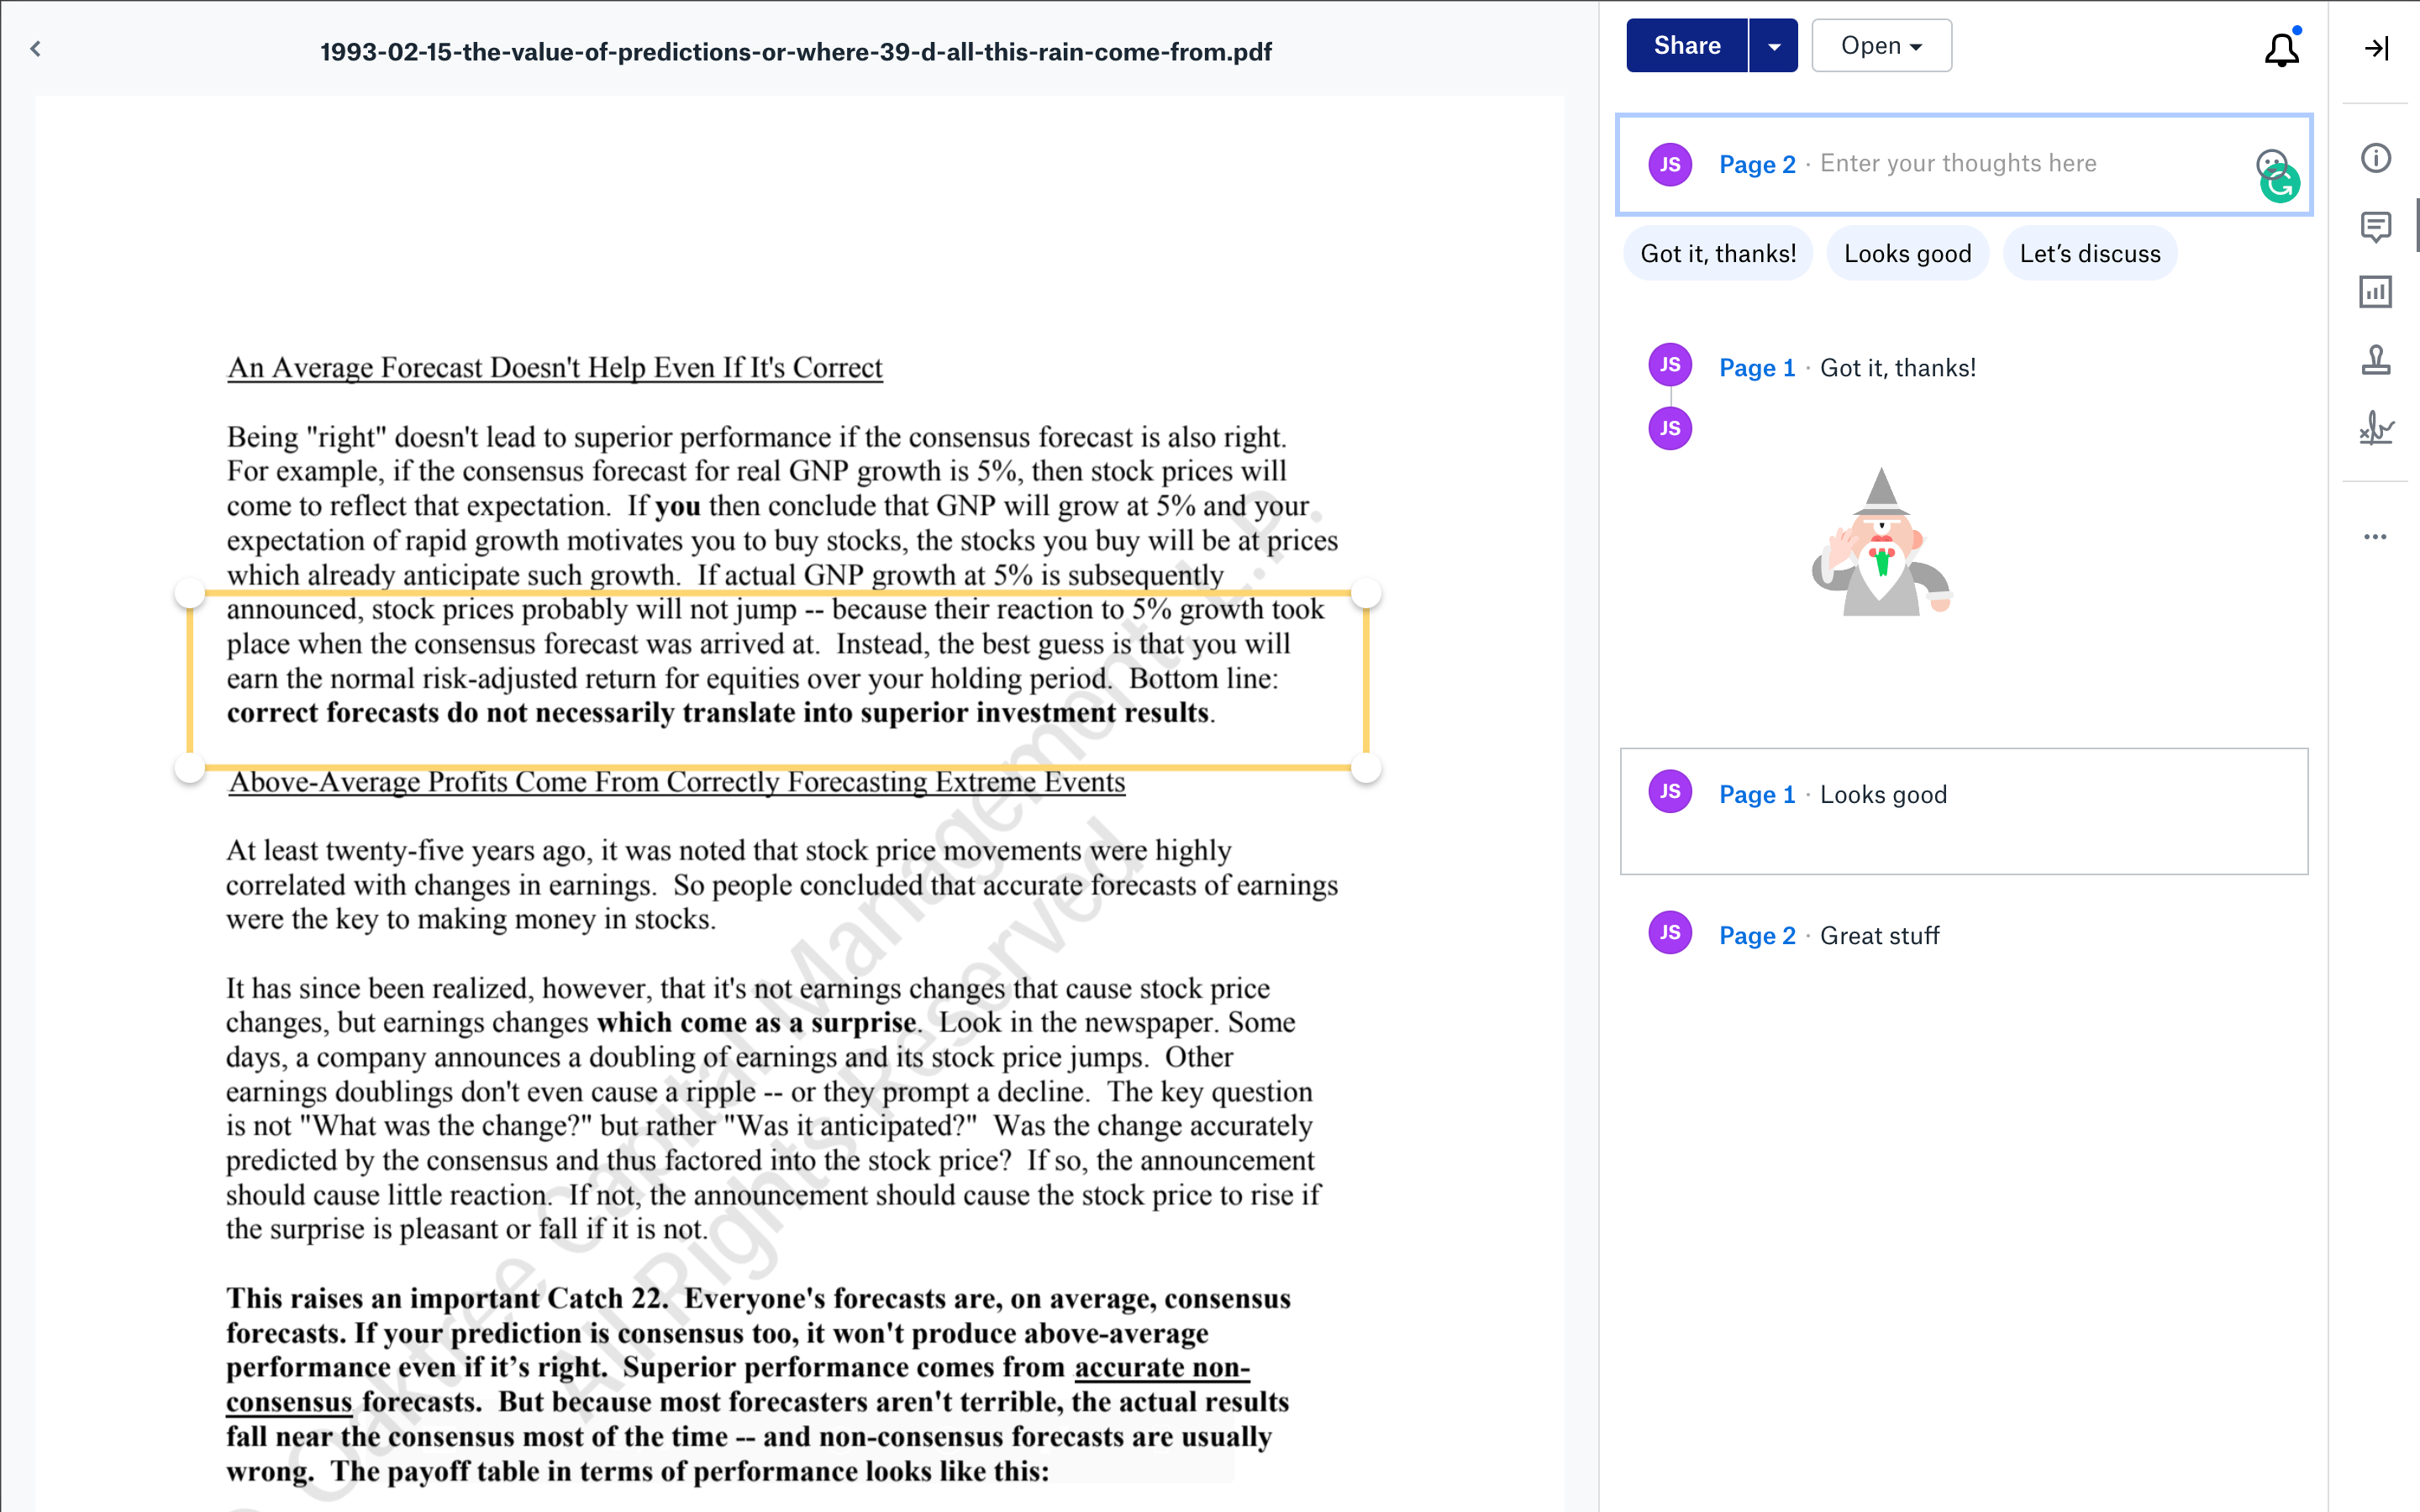 1993-02-15-the-value-of-predictions-or-where-39-d-all-this-rain-come-from.pdf
An Average Forecast Doesn't Help Even If It's Correct
Being "right" doesn't lead to superior performance if the consensus forecast is also right.
For example, if the consensus forecast for real GNP growth is 5%, then stock prices will
come to reflect that expectation.  If you then conclude that GNP will grow at 5% and your
expectation of rapid growth motivates you to buy stocks, the stocks you buy will be at prices
which already anticipate such growth.  If actual GNP growth at 5% is subsequently
announced, stock prices probably will not jump -- because their reaction to 5% growth took
place when the consensus forecast was arrived at.  Instead, the best guess is that you will
earn the normal risk-adjusted return for equities over your holding period.  Bottom line:
correct forecasts do not necessarily translate into superior investment results.
Above-Average Profits Come From Correctly Forecasting Extreme Events
At least twenty-five years ago, it was noted that stock price movements were highly
correlated with changes in earnings.  So people concluded that accurate forecasts of earnings
were the key to making money in stocks.
It has since been realized, however, that it's not earnings changes that cause stock price
changes, but earnings changes which come as a surprise.  Look in the newspaper. Some
days, a company announces a doubling of earnings and its stock price jumps.  Other
earnings doublings don't even cause a ripple -- or they prompt a decline.  The key question
is not "What was the change?" but rather "Was it anticipated?"  Was the change accurately
predicted by the consensus and thus factored into the stock price?  If so, the announcement
should cause little reaction.  If not, the announcement should cause the stock price to rise if
the surprise is pleasant or fall if it is not.
This raises an important Catch 22.  Everyone's forecasts are, on average, consensus
forecasts. If your prediction is consensus too, it won't produce above-average
performance even if it’s right.  Superior performance comes from accurate non-
consensus forecasts.  But because most forecasters aren't terrible, the actual results
fall near the consensus most of the time -- and non-consensus forecasts are usually
wrong.  The payoff table in terms of performance looks like this:
Oaktree Capital Management, L.P.
All Rights Reserved
Share
Open
JS Page 2 · Enter your thoughts here
Got it, thanks!
Looks good
Let’s discuss
JS Page 1 · Got it, thanks!
JS
JS Page 1 · Looks good
JS Page 2 · Great stuff